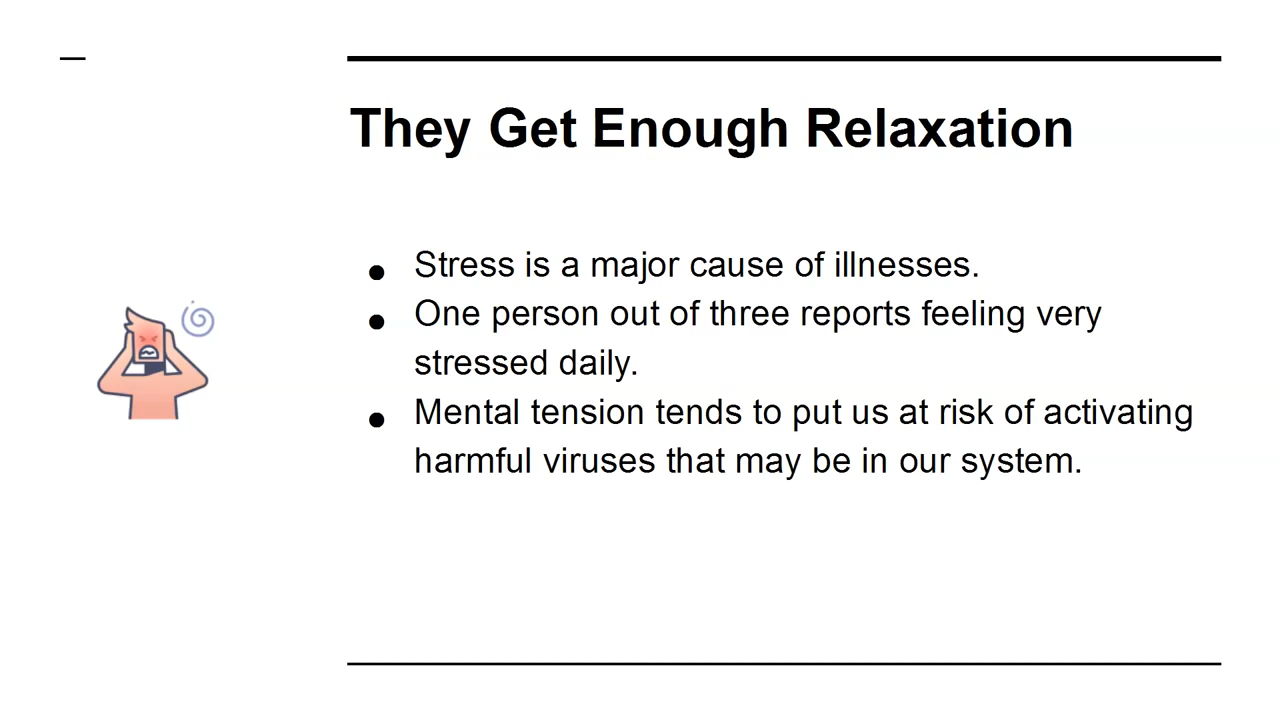 They Get Enough Relaxation
● Stress is a major cause of illnesses.
● One person out of three reports feeling very
stressed daily.
● Mental tension tends to put us at risk of activating
harmful viruses that may be in our system.